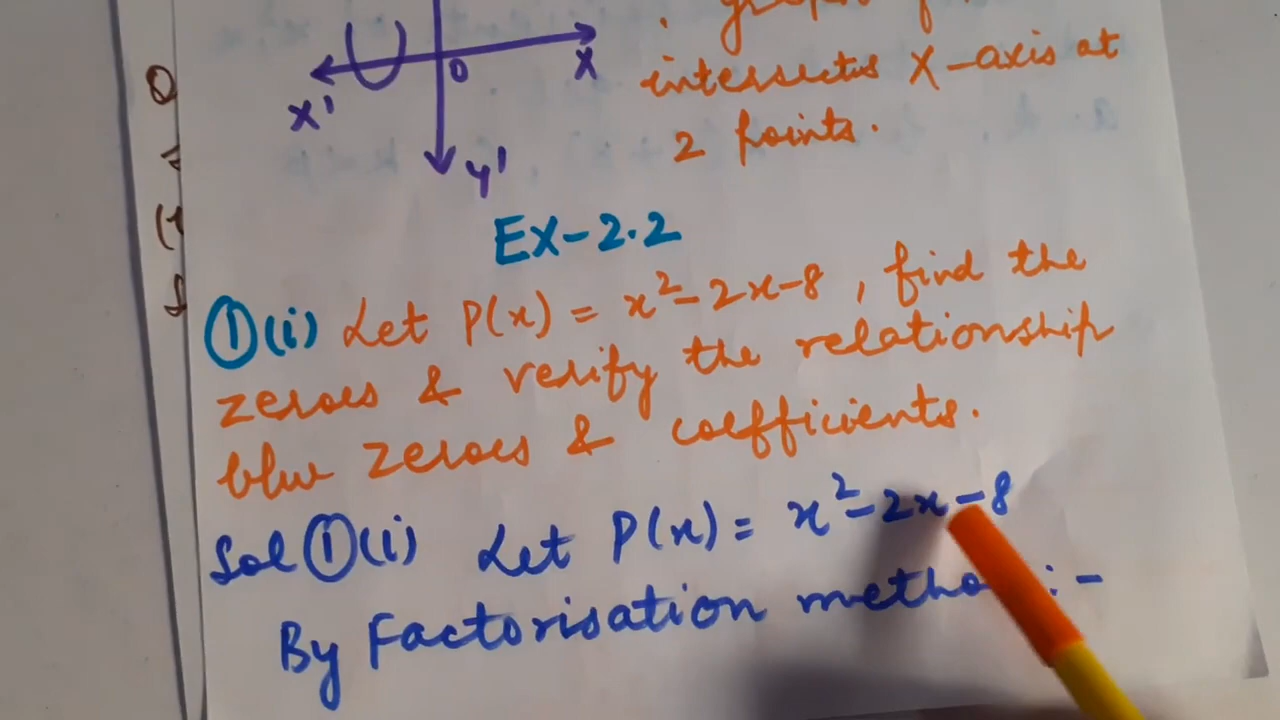 0
X
X'
y'
intersects X-axis at
2 points.
EX-2.2
①(i) Let P(x) = x²-2x-8, find the
zeroes & verify the relationship
b/w zeroes & coefficients.
Sol ①(i) Let P(x) = x²-2x-8
By Factorisation method :-